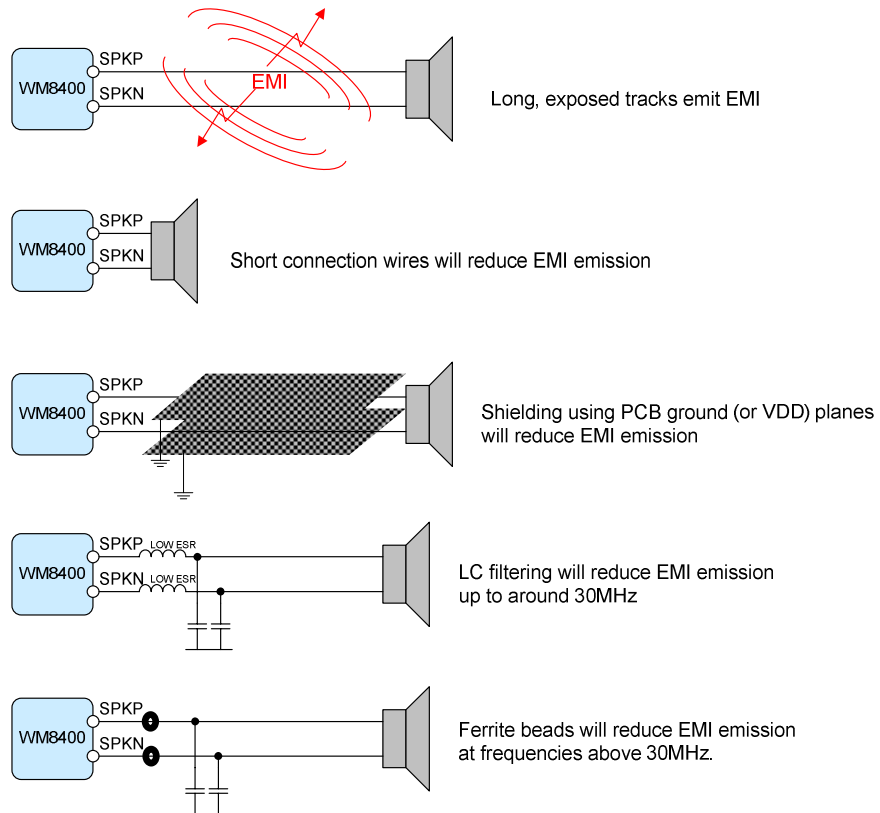 SPKP
WM8400
SPKN
EMI
Long, exposed tracks emit EMI
SPKP
WM8400
SPKN
Short connection wires will reduce EMI emission
SPKP
WM8400
SPKN
Shielding using PCB ground (or VDD) planes
will reduce EMI emission
SPKP LOW ESR
WM8400
SPKN LOW ESR
LC filtering will reduce EMI emission
up to around 30MHz
SPKP
WM8400
SPKN
Ferrite beads will reduce EMI emission
at frequencies above 30MHz.